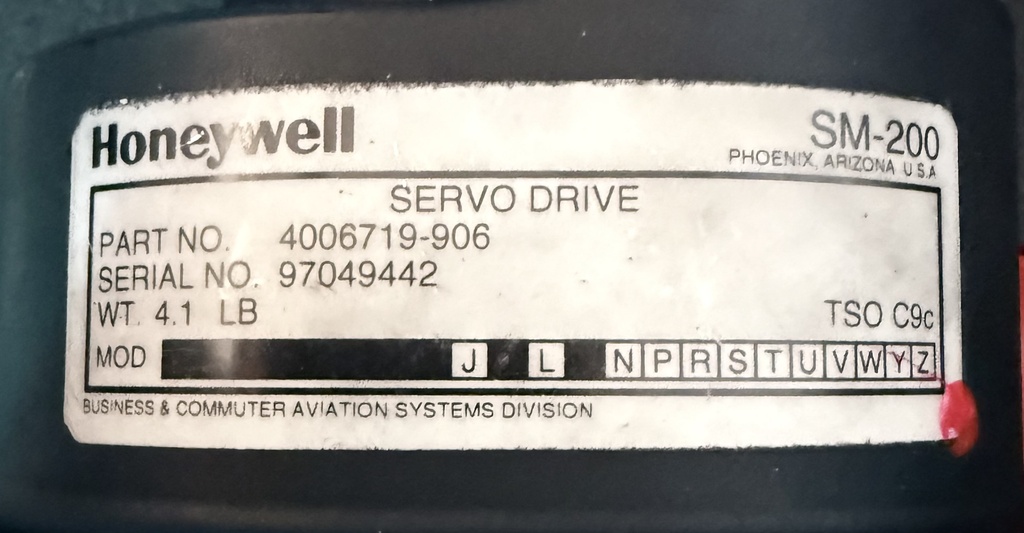 Honeywell
SM-200
PHOENIX, ARIZONA U.S.A
SERVO DRIVE
PART NO. 4006719-906
SERIAL NO. 97049442
WT. 4.1 LB
TSO C9c
MOD J L N P R S T U V W Y Z
BUSINESS & COMMUTER AVIATION SYSTEMS DIVISION